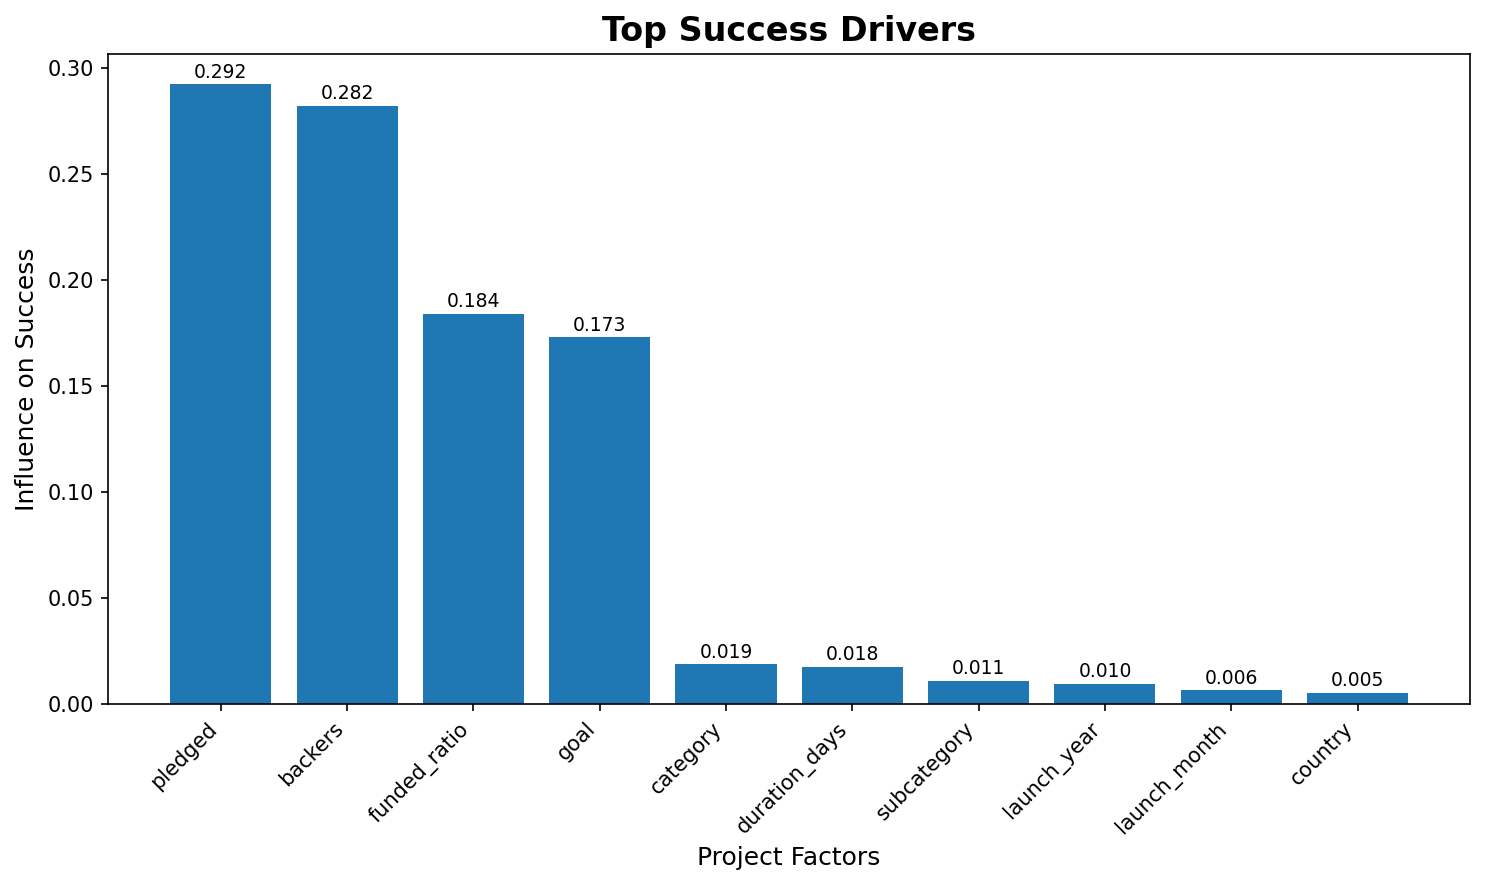 Top Success Drivers
Influence on Success
0.30
0.25
0.20
0.15
0.10
0.05
0.00
0.292
0.282
0.184
0.173
0.019
0.018
0.011
0.010
0.006
0.005
pledged
backers
funded_ratio
goal
category
duration_days
subcategory
launch_year
launch_month
country
Project Factors